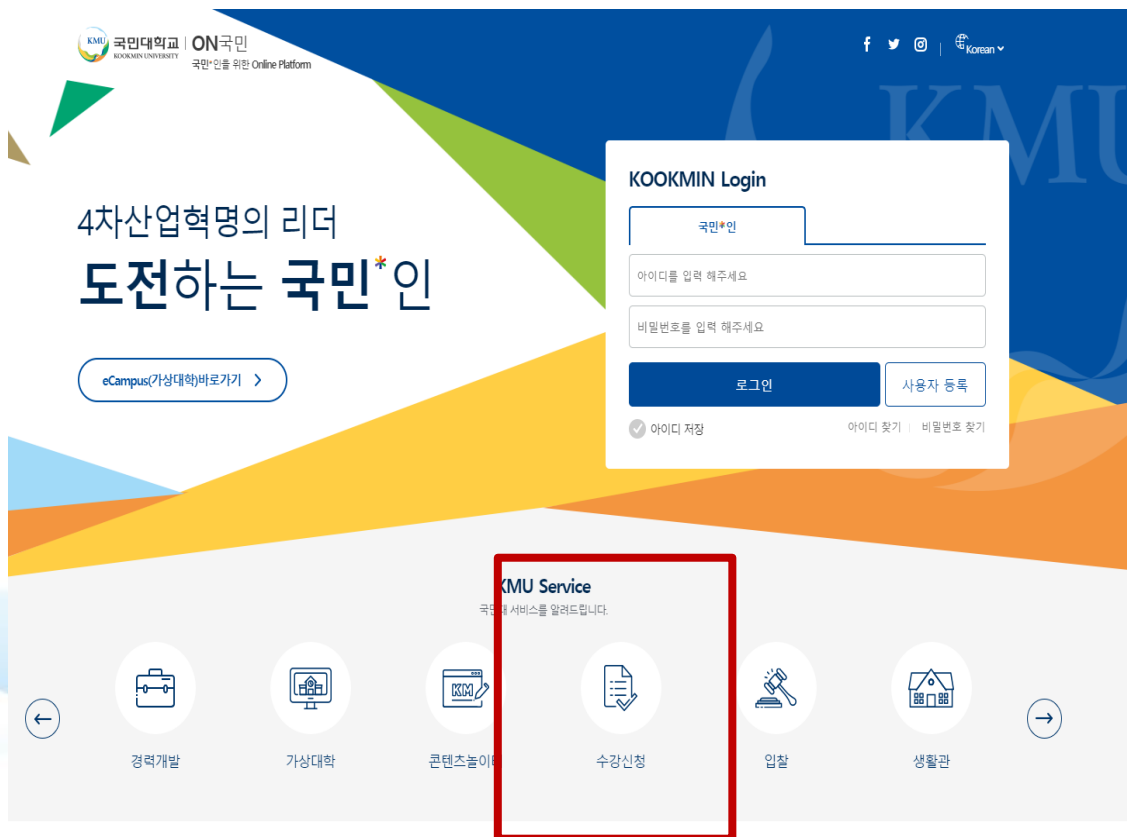 KMU 국민대학교 ON국민
KOOKMIN UNIVERSITY
국민*인을 위한 Online Platform
Korean
KMU
4차산업혁명의 리더
도전하는 국민*인
eCampus(가상대학)바로가기
KOOKMIN Login
국민*인
아이디를 입력 해주세요
비밀번호를 입력 해주세요
로그인
사용자 등록
아이디 저장
아이디 찾기
비밀번호 찾기
KMU Service
서비스를 알려드립니다.
KM
경력개발
가상대학
수강신청
입찰
생활관